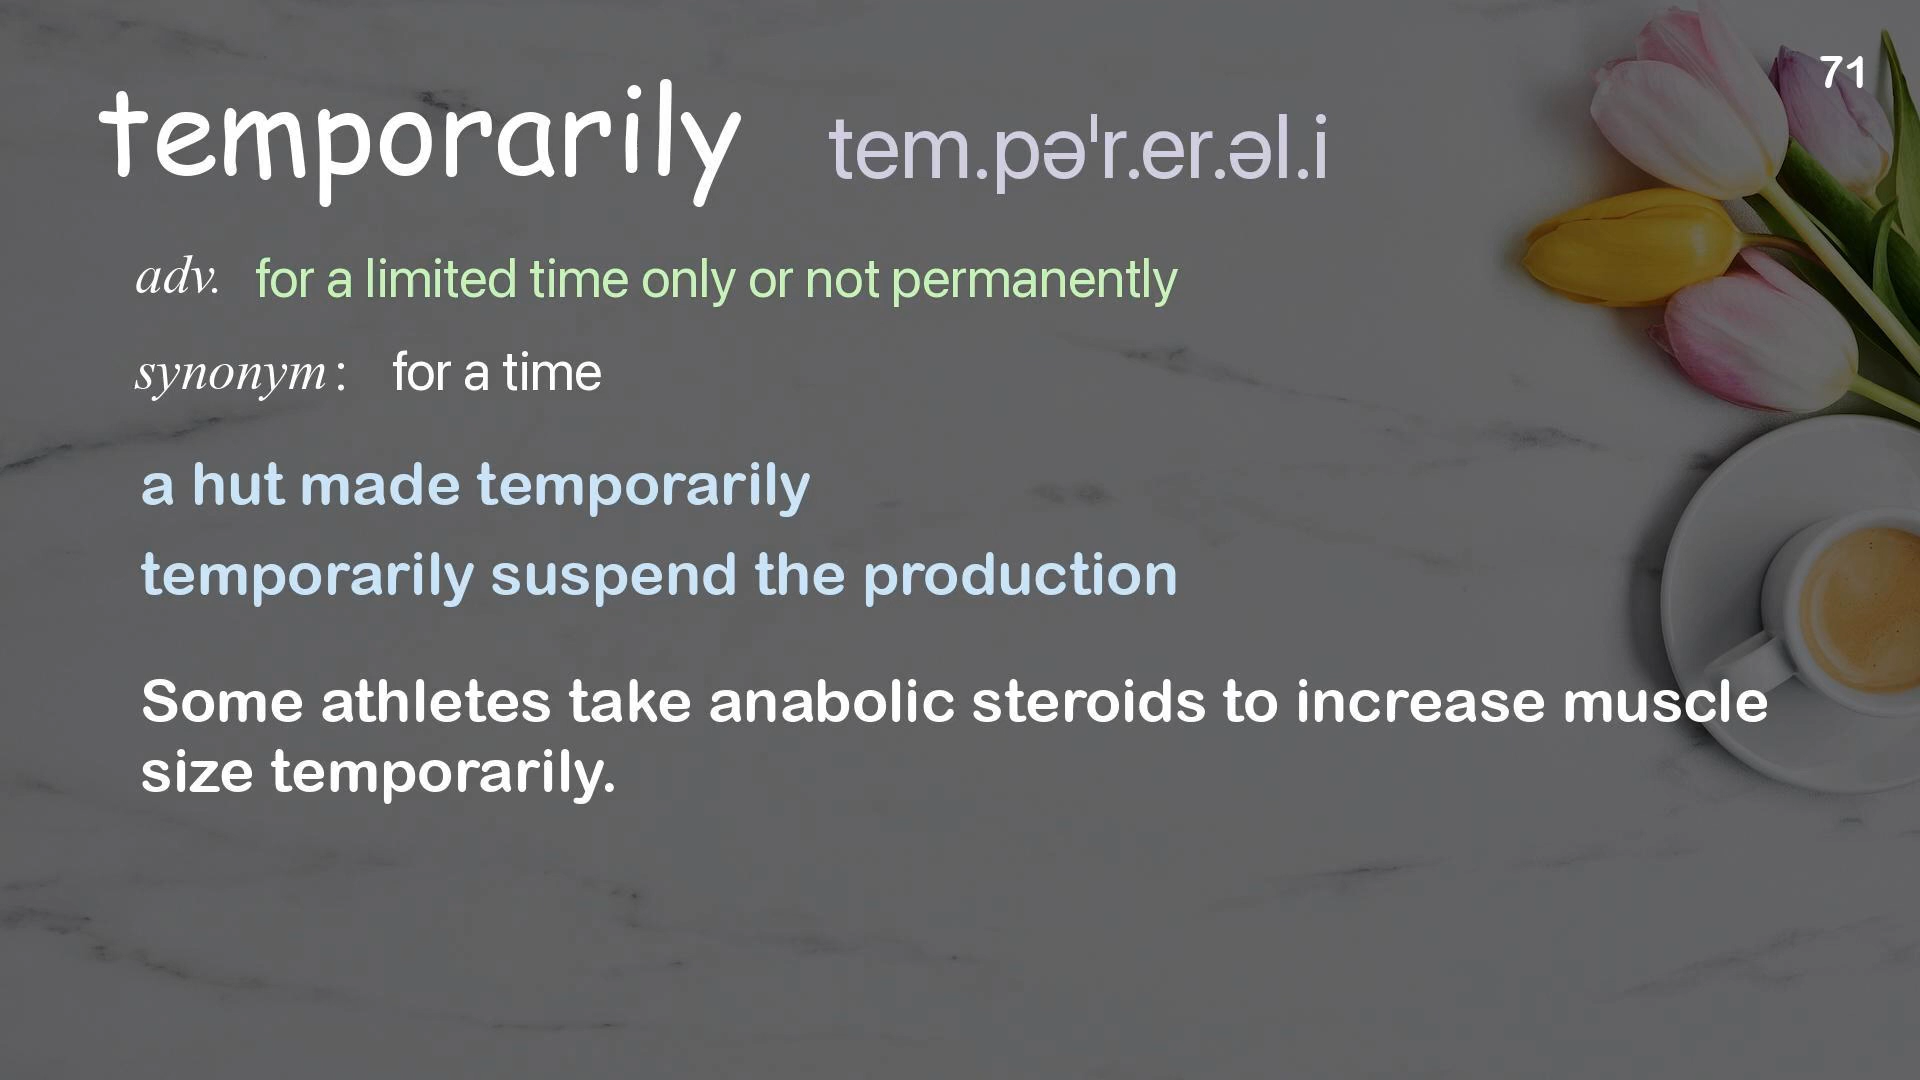 71
temporarily tem.pə'r.er.əl.i
adv. for a limited time only or not permanently
synonym: for a time
a hut made temporarily
temporarily suspend the production
Some athletes take anabolic steroids to increase muscle
size temporarily.